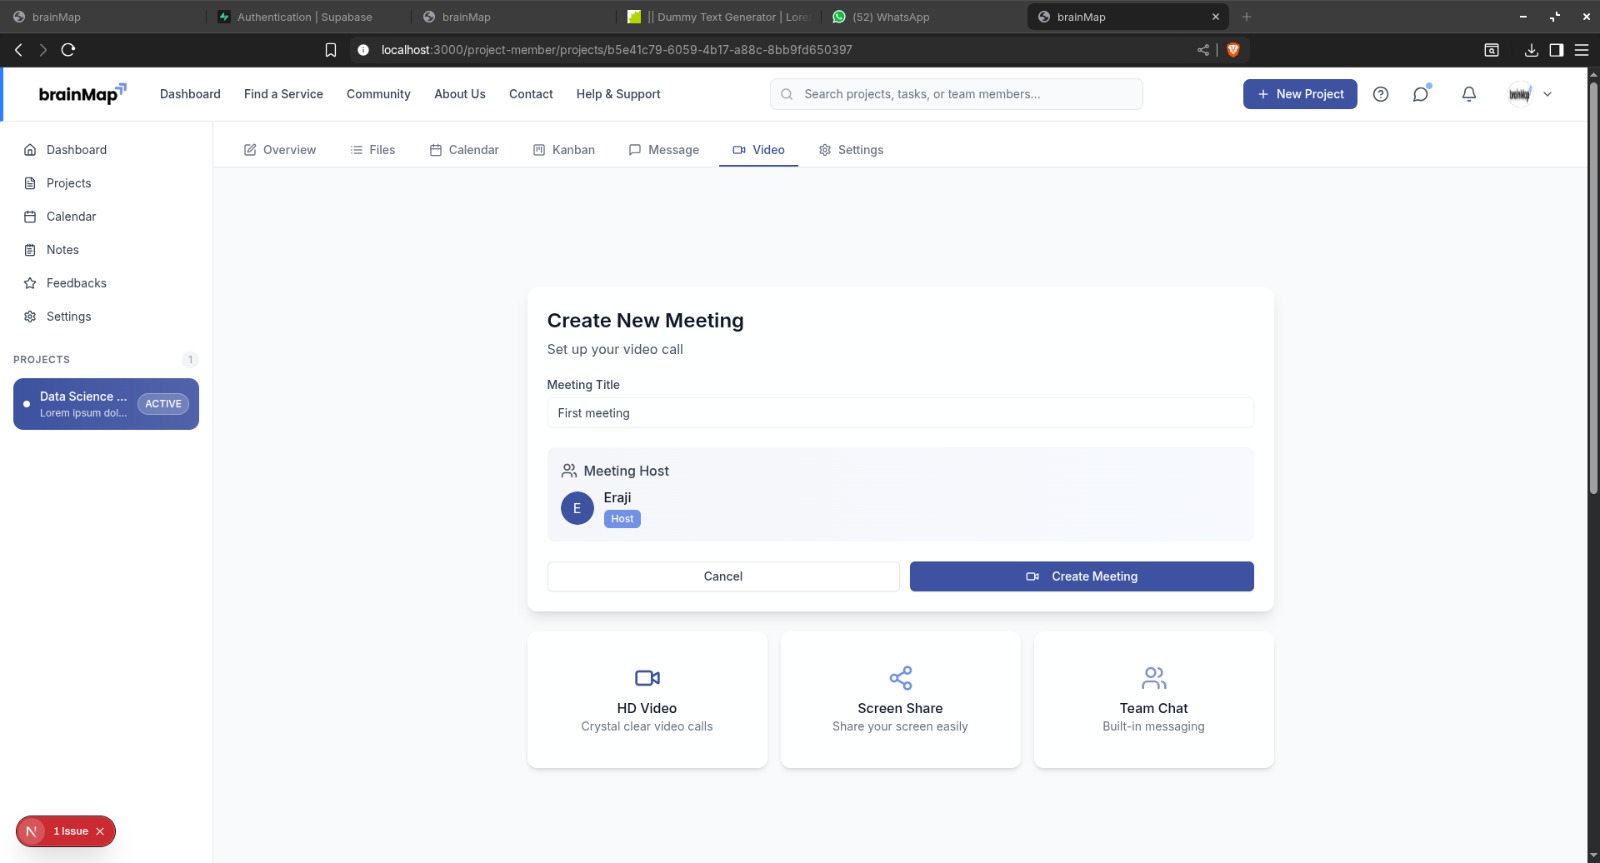 brainMap
Authentication | Supabase
brainMap
|| Dummy Text Generator | Lore
(52) WhatsApp
brainMap
localhost:3000/project-member/projects/b5e41c79-6059-4b17-a88c-8bb9fd650397
brainMap
Dashboard
Find a Service
Community
About Us
Contact
Help & Support
Search projects, tasks, or team members...
New Project
brainMap
Dashboard
Projects
Calendar
Notes
Feedbacks
Settings
PROJECTS
1
Data Science ...
Lorem ipsum dol...
ACTIVE
Overview
Files
Calendar
Kanban
Message
Video
Settings
Create New Meeting
Set up your video call
Meeting Title
First meeting
Meeting Host
E
Eraji
Host
Cancel
Create Meeting
HD Video
Crystal clear video calls
Screen Share
Share your screen easily
Team Chat
Built-in messaging
N
1 Issue